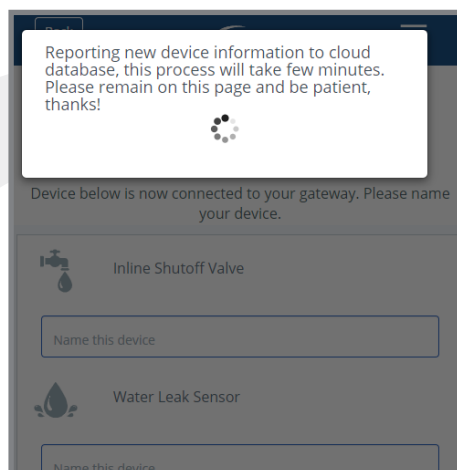 Back
Reporting new device information to cloud
database, this process will take few minutes.
Please remain on this page and be patient,
thanks!
Device below is now connected to your gateway. Please name
your device.
Inline Shutoff Valve
Name this device
Water Leak Sensor
Name this device